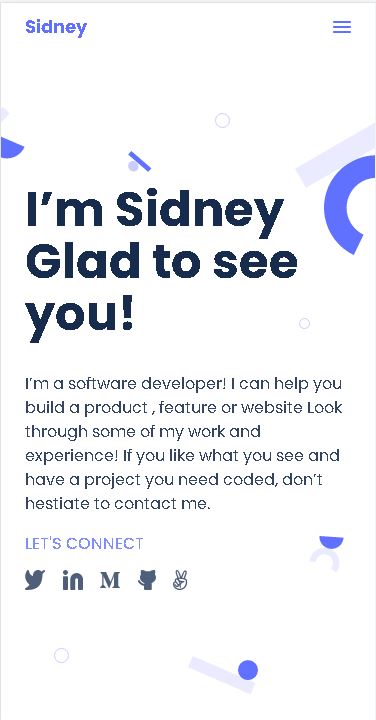 Sidney
I’m Sidney
Glad to see
you!
I’m a software developer! I can help you
build a product , feature or website Look
through some of my work and
experience! If you like what you see and
have a project you need coded, don’t
hestiate to contact me.
LET'S CONNECT